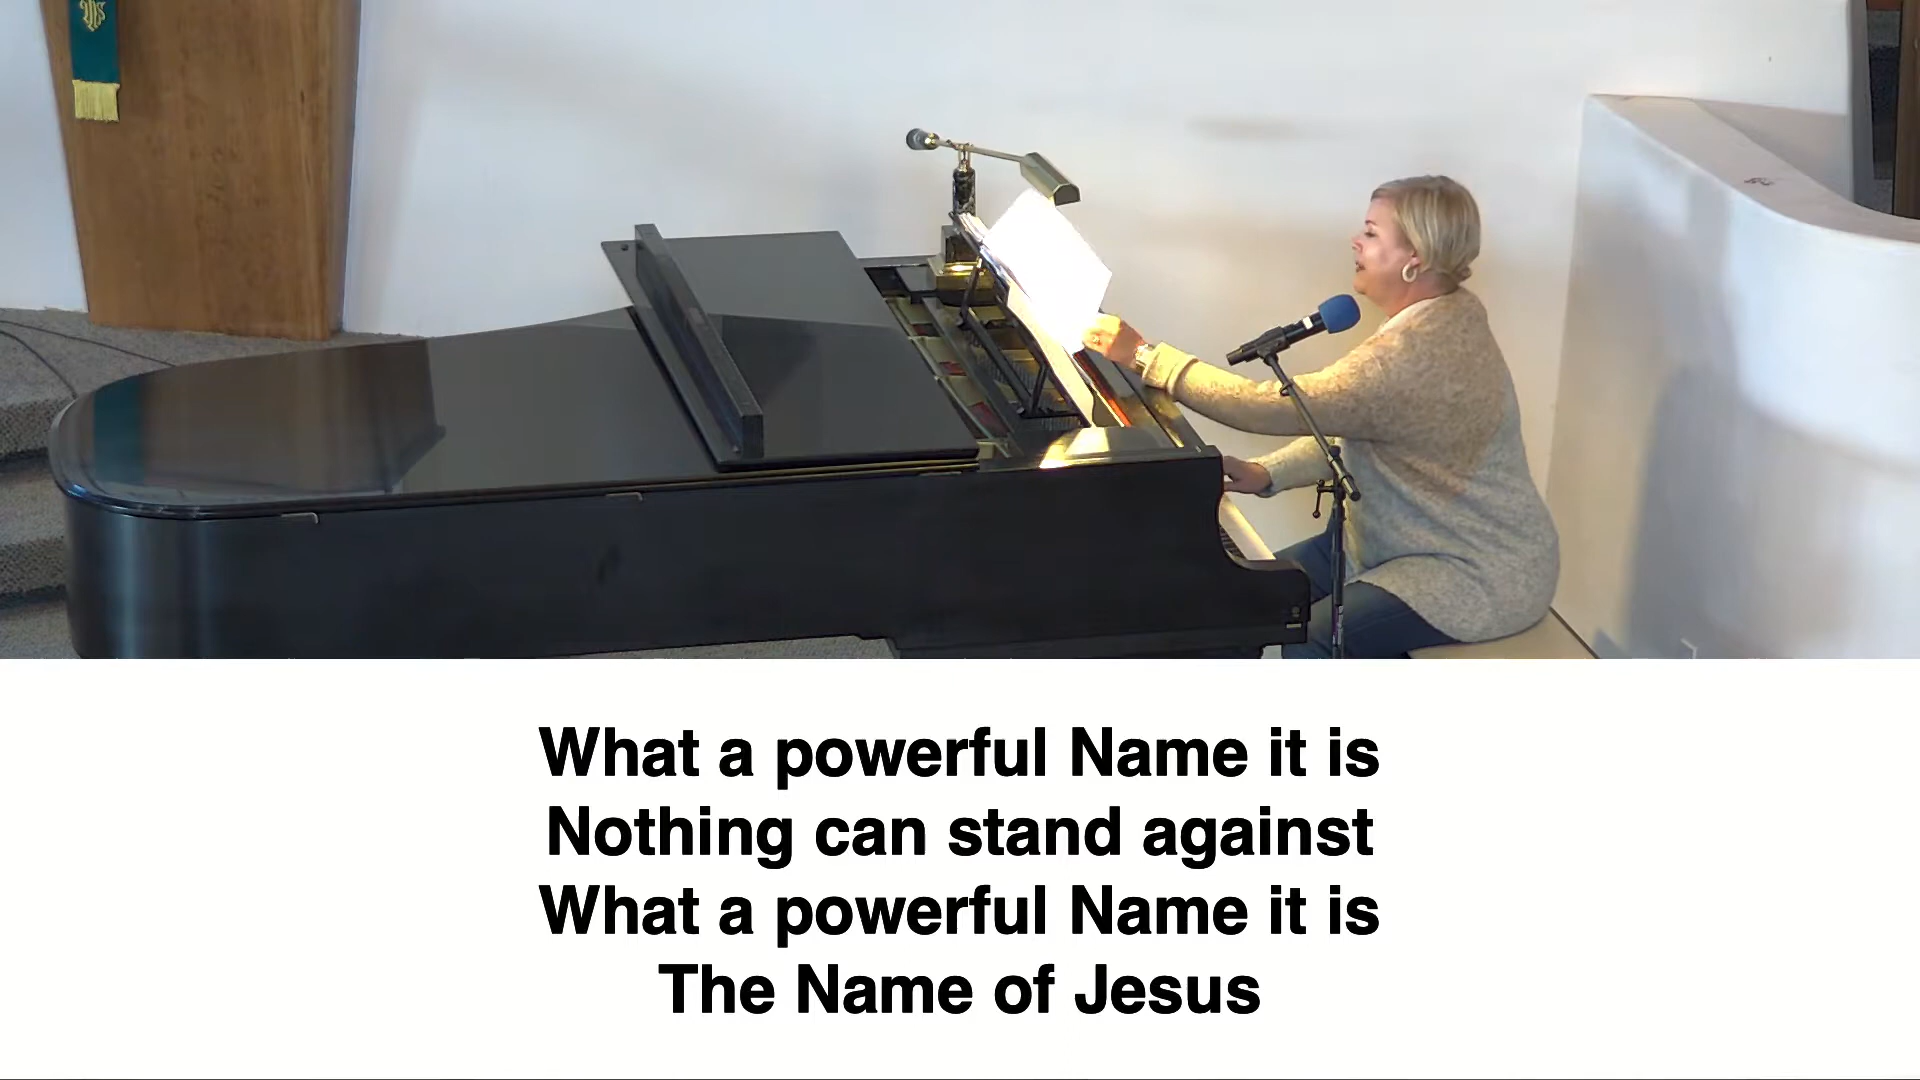 What a powerful Name it is
Nothing can stand against
What a powerful Name it is
The Name of Jesus